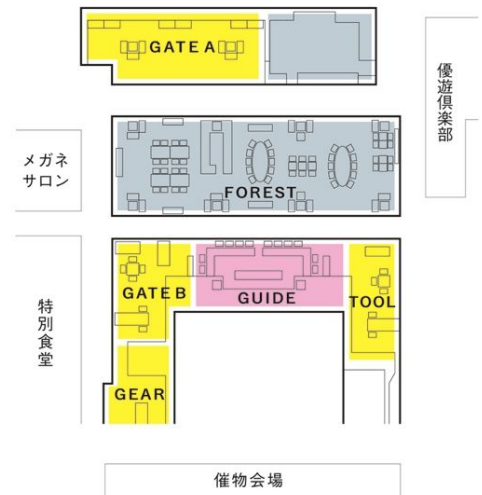 GATE A
優遊倶楽部
メガネ
サロン
FOREST
GATE B
GUIDE
TOOL
特別食堂
GEAR
催物会場